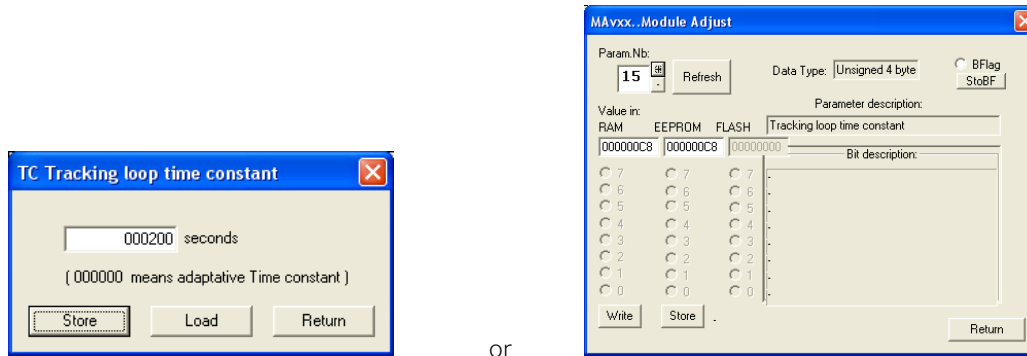 TC Tracking loop time constant
000200 seconds
( 000000 means adaptative Time constant )
Store Load Return
or
MAvxx..Module Adjust
Param.Nb:
15 Refresh Data Type: Unsigned 4 byte BFlag
StoBF
Value in: Parameter description:
RAM EEPROM FLASH Tracking loop time constant
000000C8 000000C8 00000000 Bit description:
7 7 7 -
6 6 6 -
5 5 5 -
4 4 4 -
3 3 3 -
2 2 2 -
1 1 1 -
0 0 0 -
Write Store .
Return